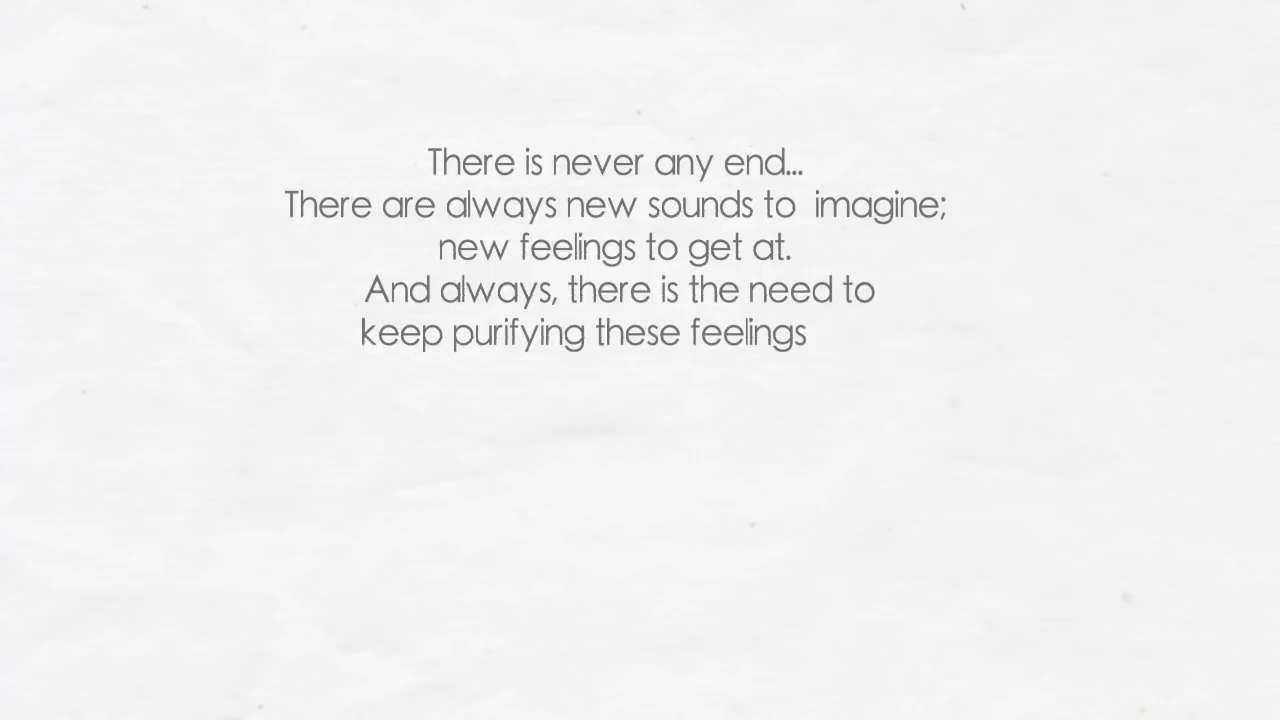 There is never any end...
There are always new sounds to imagine;
new feelings to get at.
And always, there is the need to
keep purifying these feelings